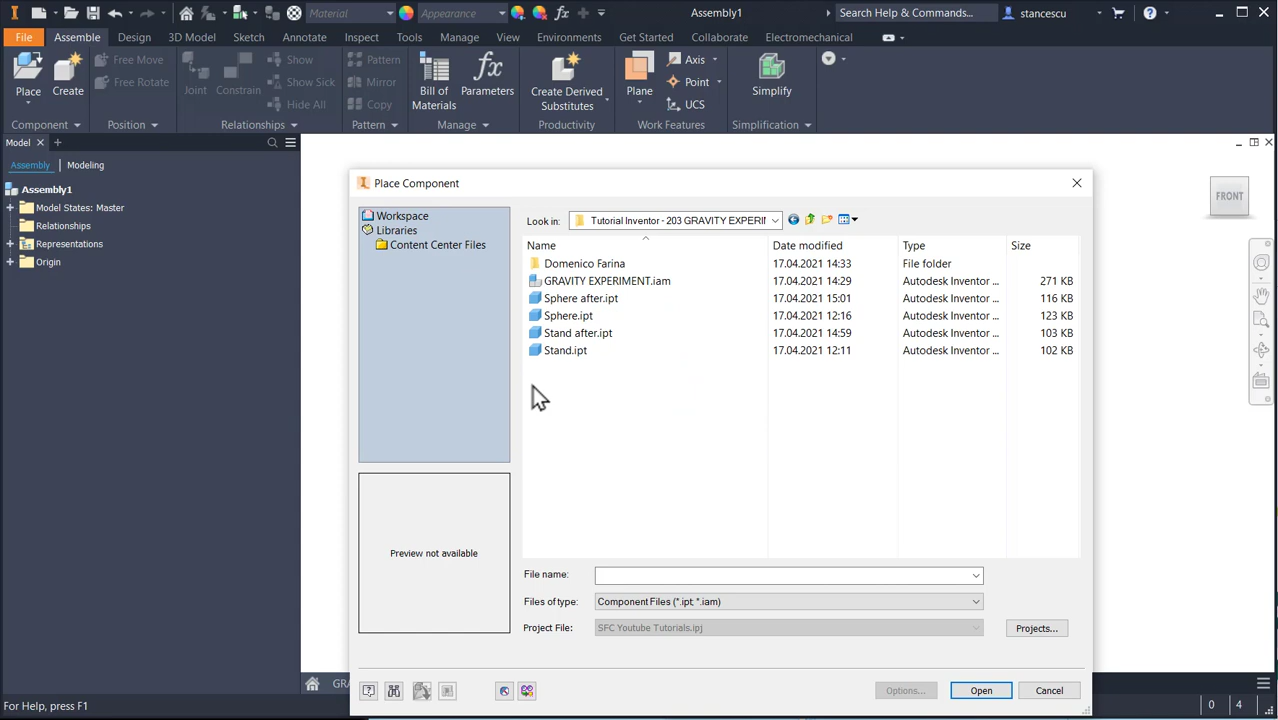 Material
Appearance
Assembly1
Search Help & Commands...
stancescu
File
Assemble
Design
3D Model
Sketch
Annotate
Inspect
Tools
Manage
View
Environments
Get Started
Collaborate
Electromechanical
Place
Create
Free Move
Free Rotate
Joint
Constrain
Show
Show Sick
Hide All
Pattern
Mirror
Copy
Bill of
Materials
Parameters
Create Derived
Substitutes
Plane
Axis
Point
UCS
Simplify
Component
Position
Relationships
Pattern
Manage
Productivity
Work Features
Simplification
Model
Assembly
Modeling
Assembly1
Model States: Master
Relationships
Representations
Origin
FRONT
Place Component
Workspace
Libraries
Content Center Files
Look in:
Tutorial Inventor - 203 GRAVITY EXPERIM
Name
Date modified
Type
Size
Domenico Farina
17.04.2021 14:33
File folder
GRAVITY EXPERIMENT.iam
17.04.2021 14:29
Autodesk Inventor ...
271 KB
Sphere after.ipt
17.04.2021 15:01
Autodesk Inventor ...
116 KB
Sphere.ipt
17.04.2021 12:16
Autodesk Inventor ...
123 KB
Stand after.ipt
17.04.2021 14:59
Autodesk Inventor ...
103 KB
Stand.ipt
17.04.2021 12:11
Autodesk Inventor ...
102 KB
Preview not available
File name:
Files of type:
Component Files (*.ipt; *.iam)
Project File:
SFC Youtube Tutorials.ipj
Projects...
Options...
Open
Cancel
GRA
For Help, press F1
0
4